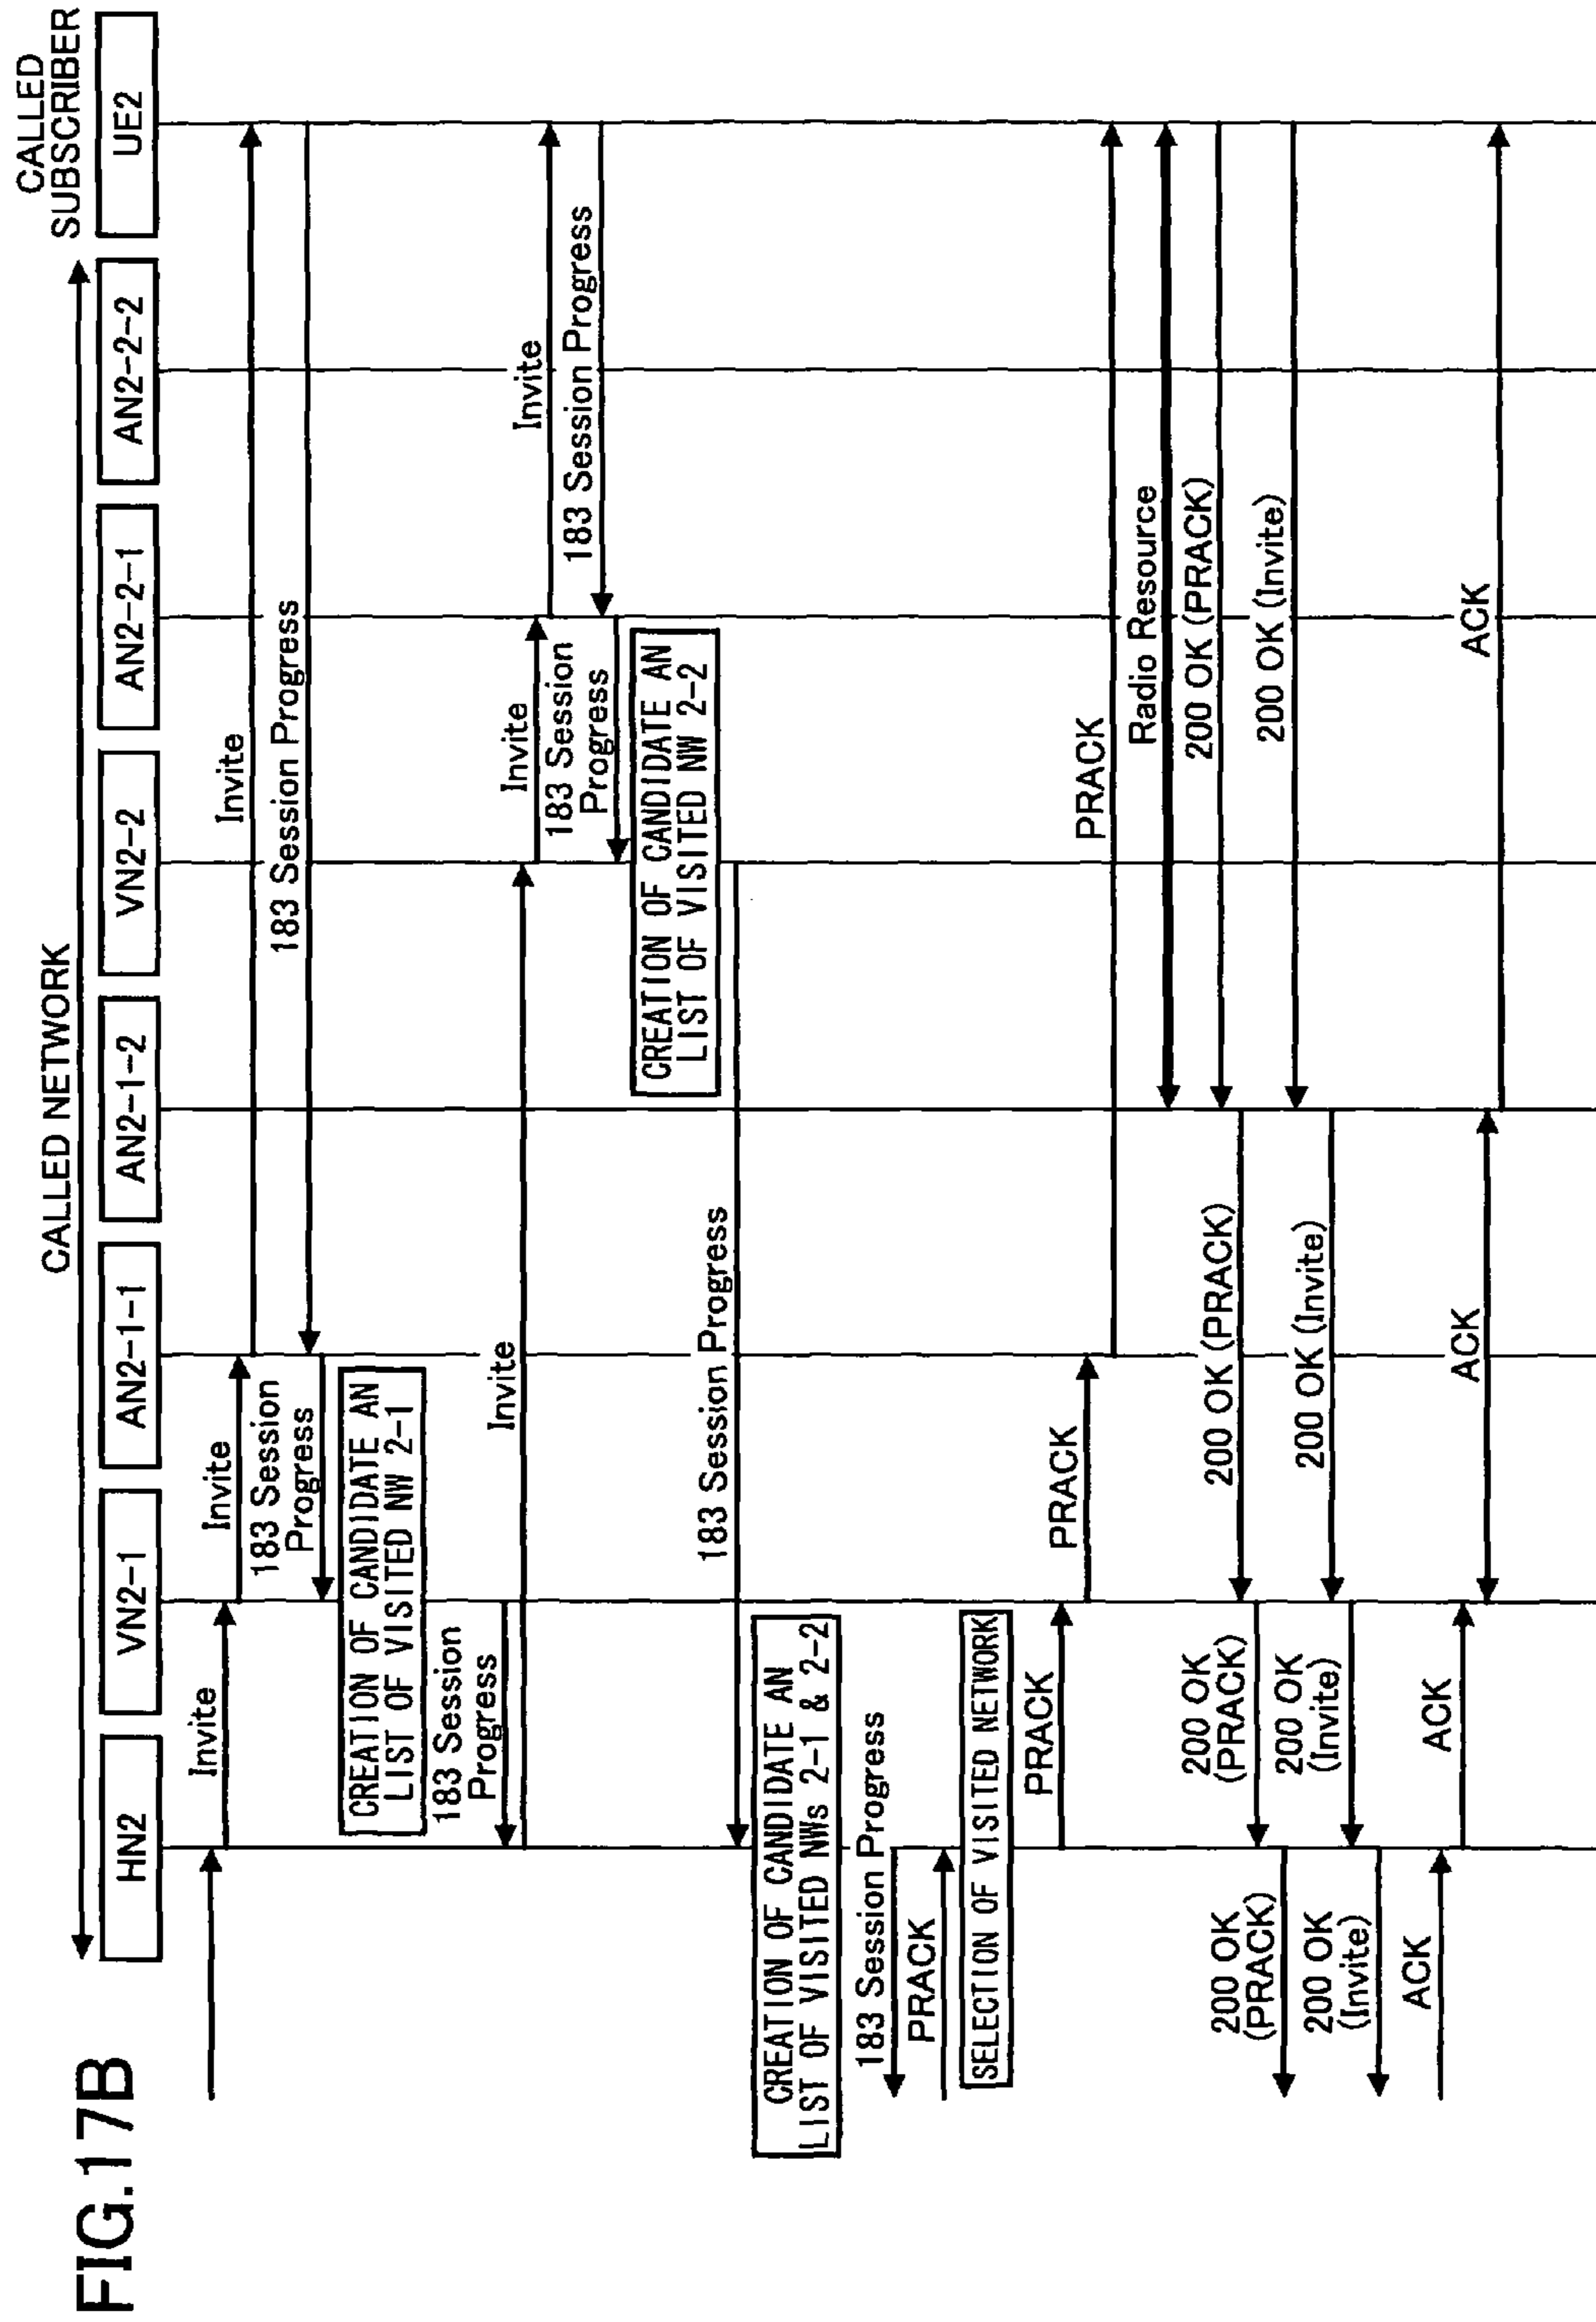 FIG.17B
CALLED NETWORK
CALLED
SUBSCRIBER
HN2
VN2-1
AN2-1-1
AN2-1-2
VN2-2
AN2-2-1
AN2-2-2
UE2
Invite
Invite
Invite
183 Session Progress
183 Session
Progress
CREATION OF CANDIDATE AN
LIST OF VISITED NW 2-1
183 Session
Progress
Invite
Invite
Invite
183 Session Progress
183 Session
Progress
CREATION OF CANDIDATE AN
LIST OF VISITED NW 2-2
183 Session Progress
CREATION OF CANDIDATE AN
LIST OF VISITED NWs 2-1 & 2-2
183 Session Progress
PRACK
SELECTION OF VISITED NETWORK
PRACK
PRACK
PRACK
Radio Resource
200 OK (PRACK)
200 OK (PRACK)
200 OK
(PRACK)
200 OK
(PRACK)
200 OK (Invite)
200 OK (Invite)
200 OK
(Invite)
200 OK
(Invite)
ACK
ACK
ACK
ACK